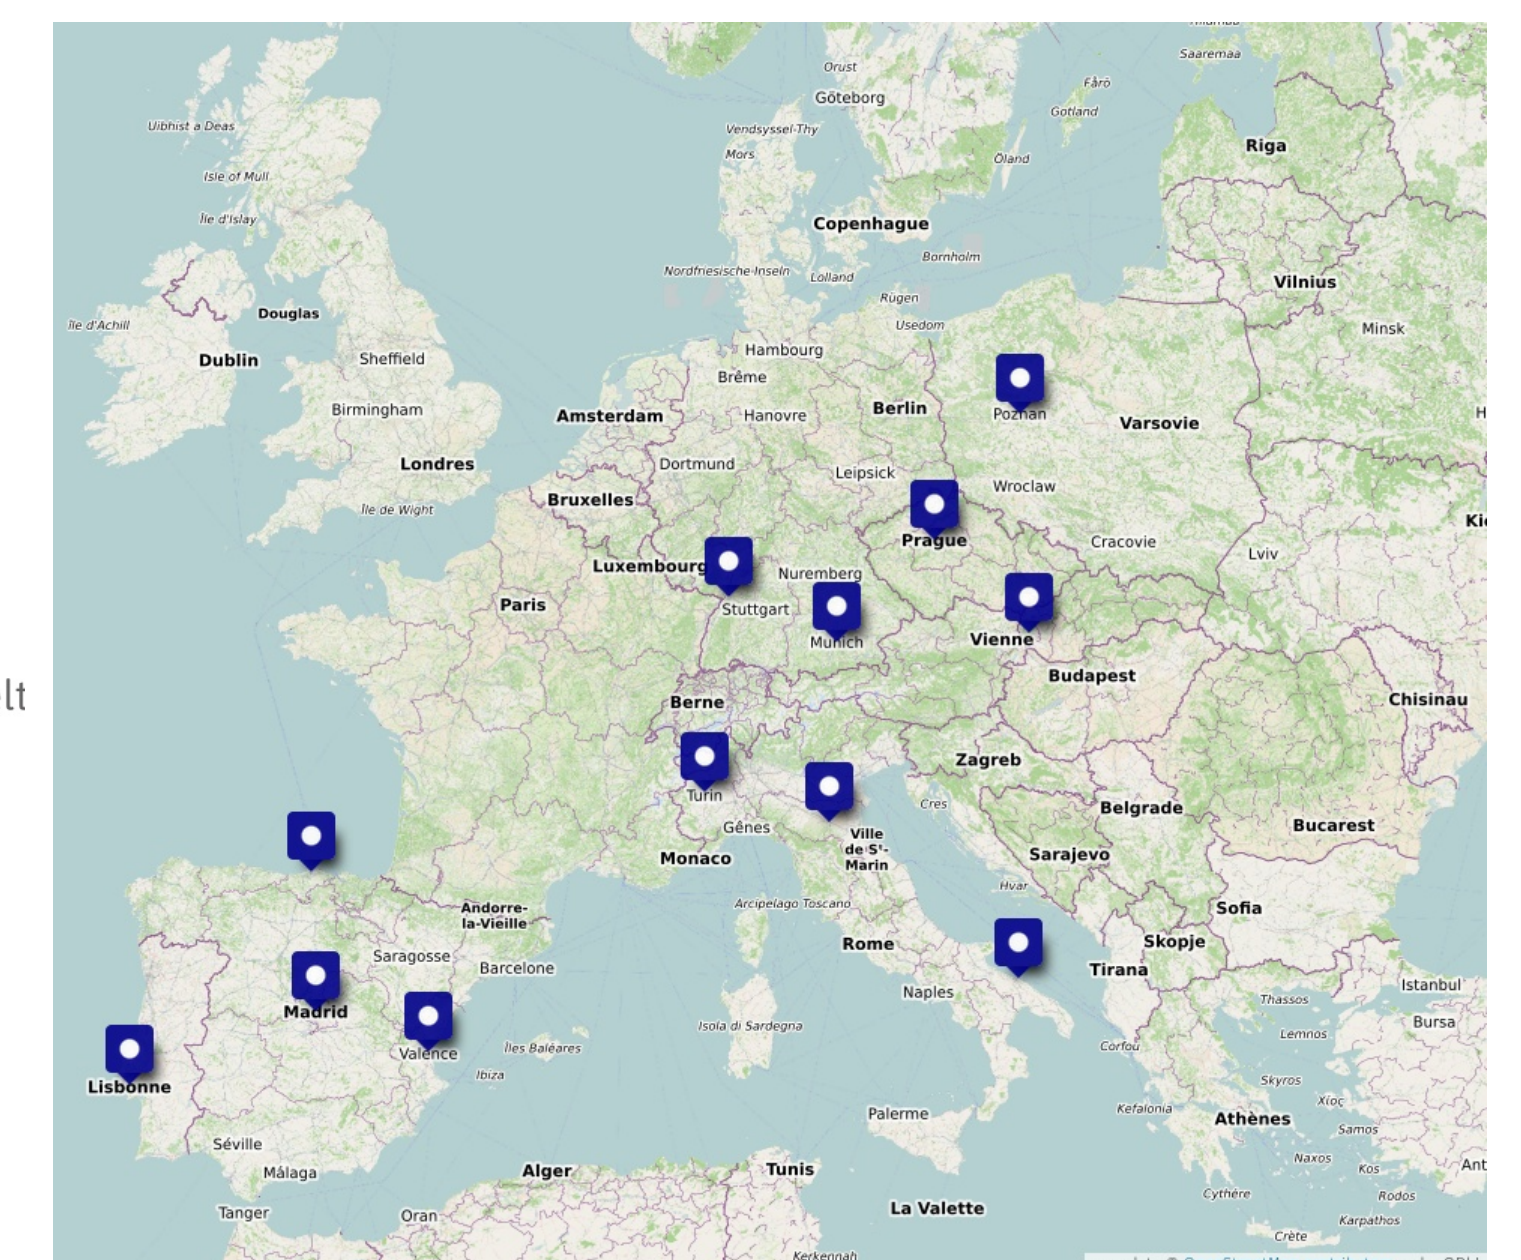 Saaremaa
Orust
Fårö
Göteborg
Gotland
Uibhist a Deas
Vendsyssel-Thy
Riga
Mors
Öland
Isle of Mull
Île d'Islay
Copenhague
Bornholm
Nordfriesische-Inseln
Lolland
Vilnius
Rügen
Douglas
île d'Achill
Usedom
Minsk
Hambourg
Dublin
Sheffield
Brême
Birmingham
Amsterdam
Hanovre
Berlin
Poznań
Varsovie
Londres
Dortmund
Leipsick
Wroclaw
Bruxelles
Île de Wight
Prague
Cracovie
Lviv
Luxembourg
Nuremberg
Paris
Stuttgart
Vienne
Munich
Budapest
elt
Berne
Chisinau
Zagreb
Turin
Cres
Belgrade
Gênes
Bucarest
Ville
de Sᵗ-
Marin
Monaco
Sarajevo
Hvar
Arcipelago Toscano
Andorre-
la-Vieille
Sofia
Rome
Skopje
Saragosse
Barcelone
Tirana
Naples
Istanbul
Thassos
Madrid
Isola di Sardegna
Bursa
Lemnos
Valence
Îles Baléares
Corfou
Ibiza
Skyros
Lisbonne
Xíoç
Kefalonia
Palerme
Athènes
Samos
Séville
Naxos
Ant
Málaga
Alger
Tunis
Kos
Cythère
Rodos
Tanger
Oran
La Valette
Karpathos
Crète
Kerkennah